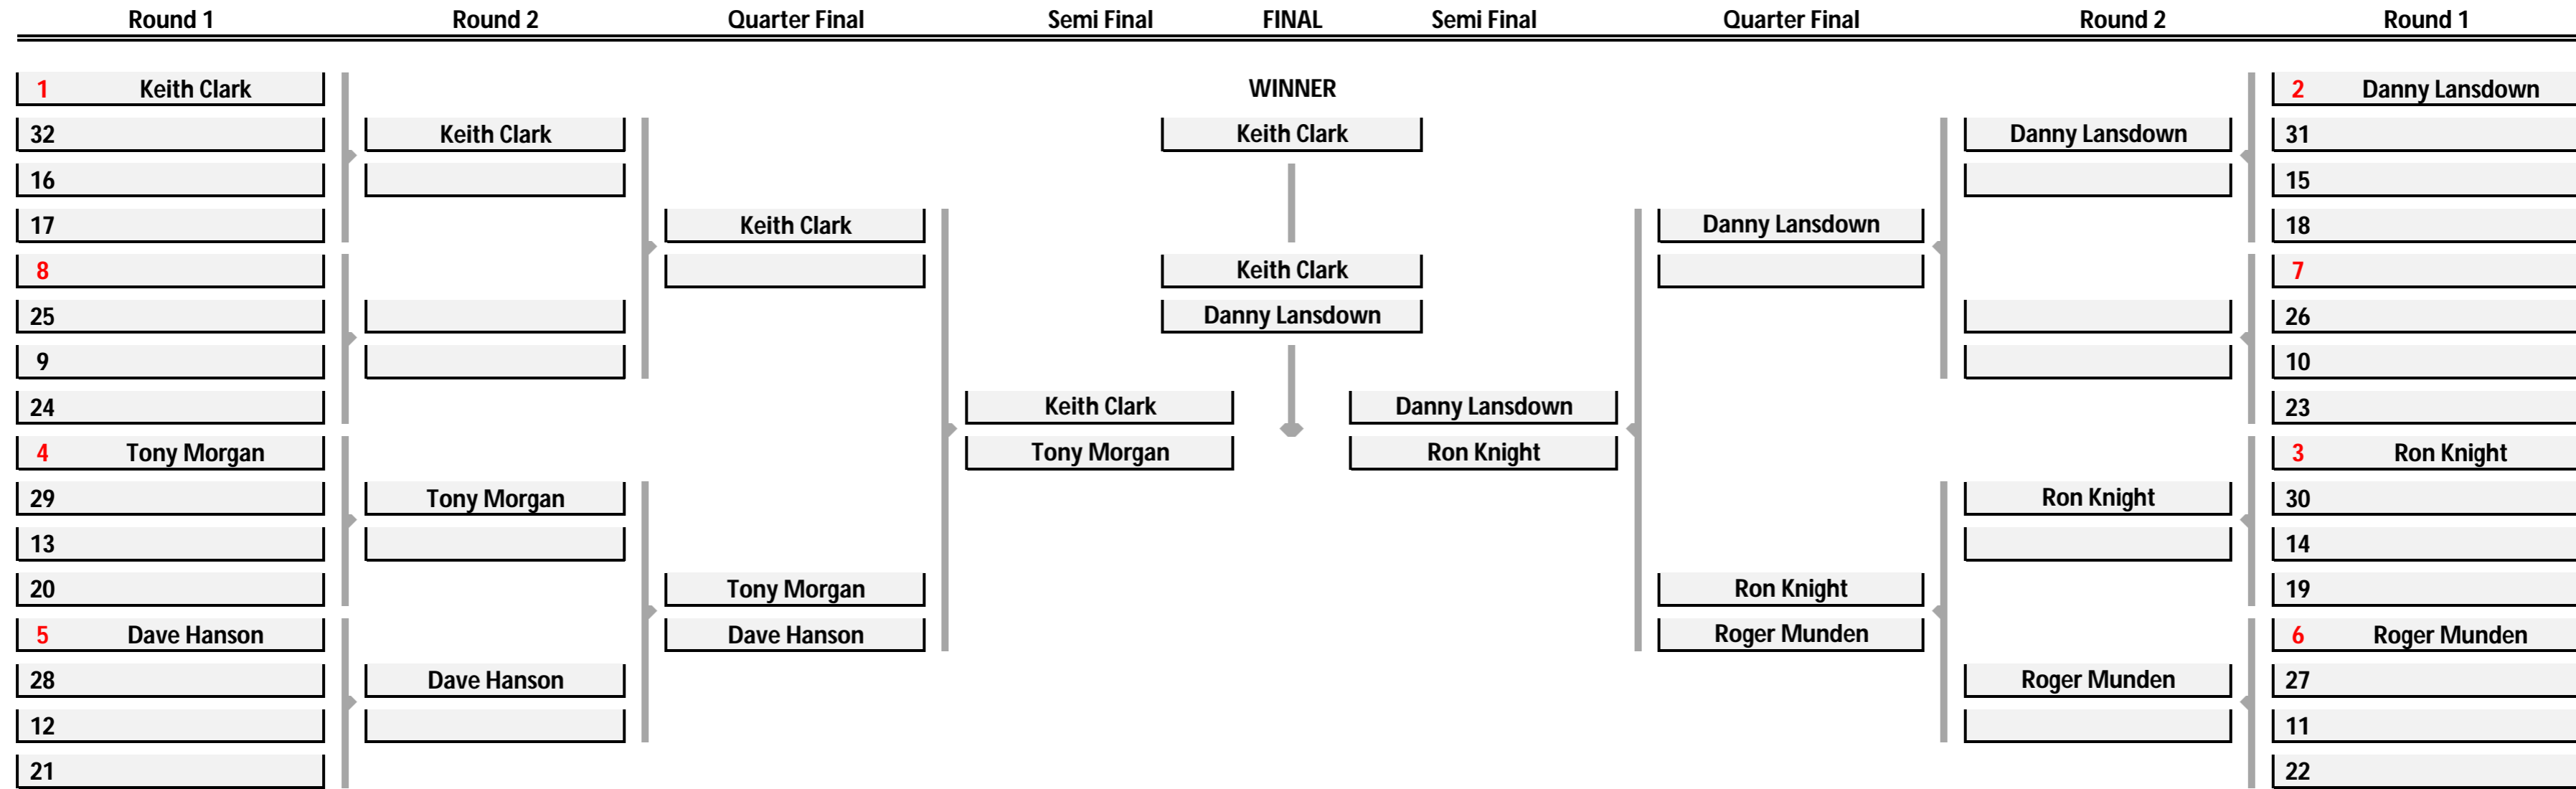 Round 1 Round 2 Quarter Final Semi Final FINAL Semi Final Quarter Final Round 2 Round 1
1 Keith Clark WINNER 2 Danny Lansdown
32 Keith Clark Keith Clark Danny Lansdown 31
16 15
17 Keith Clark Danny Lansdown 18
8 Keith Clark 7
25 Danny Lansdown 26
9 10
24 Keith Clark Danny Lansdown 23
4 Tony Morgan Tony Morgan Ron Knight 3 Ron Knight
29 Tony Morgan Ron Knight 30
13 14
20 Tony Morgan Ron Knight 19
5 Dave Hanson Dave Hanson Roger Munden 6 Roger Munden
28 Dave Hanson Roger Munden 27
12 11
21 22